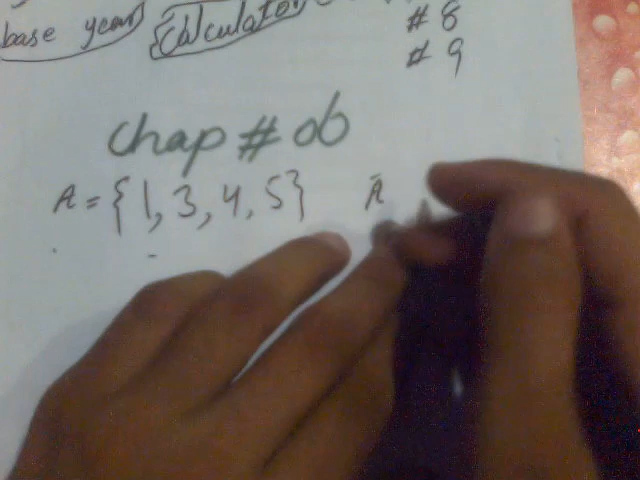 base year Calculator # 8
# 9
chap # 06
A = {1, 3, 4, 5} Ā